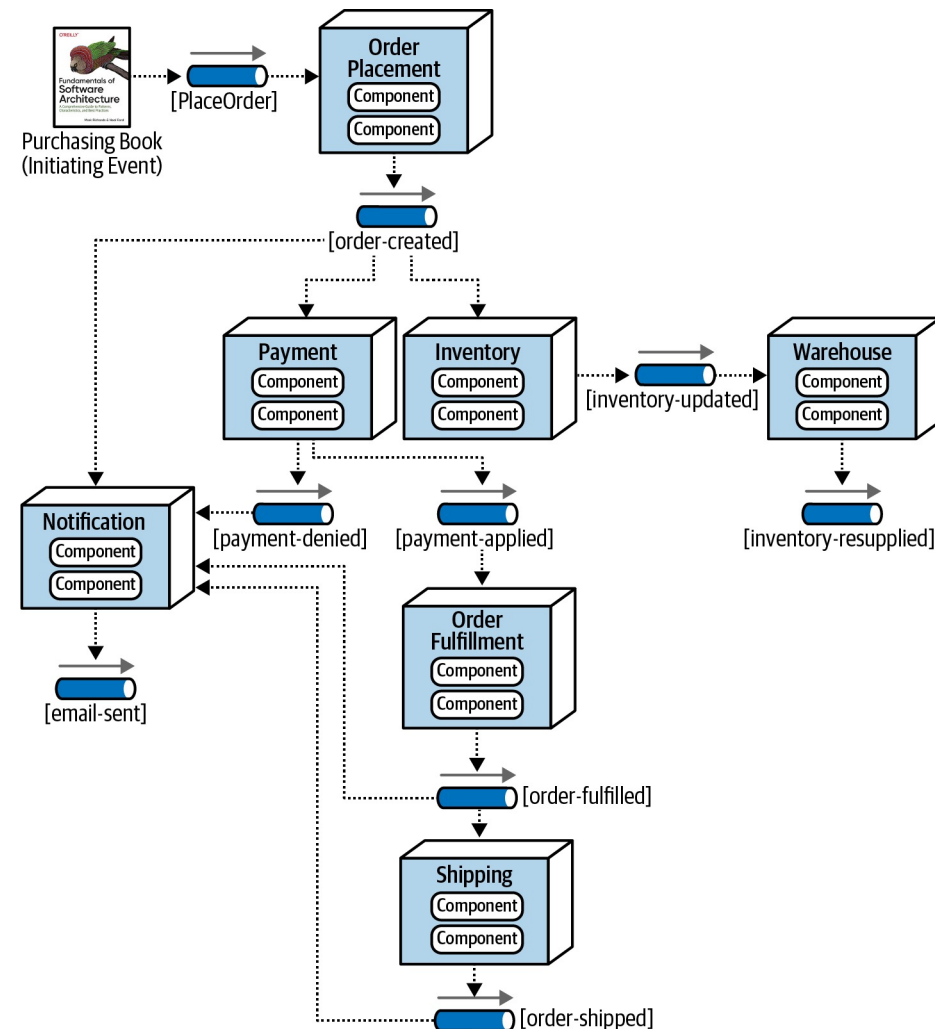 O'REILLY
Fundamentals of
Software
Architecture
Purchasing Book
(Initiating Event)
[PlaceOrder]
Order
Placement
Component
Component
[order-created]
Payment
Component
Component
Inventory
Component
Component
[inventory-updated]
Warehouse
Component
Component
Notification
Component
Component
[payment-denied]
[payment-applied]
[inventory-resupplied]
[email-sent]
Order
Fulfillment
Component
Component
[order-fulfilled]
Shipping
Component
Component
[order-shipped]